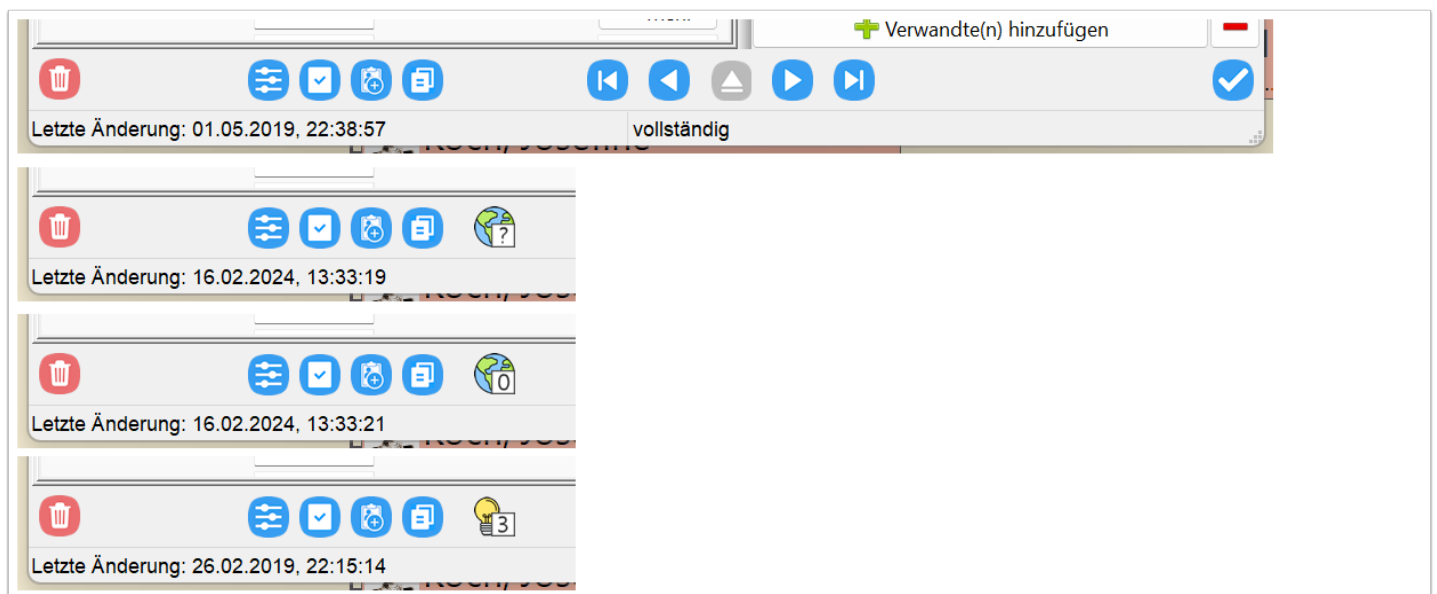 Verwandte(n) hinzufügen
Letzte Änderung: 01.05.2019, 22:38:57
vollständig
?
Letzte Änderung: 16.02.2024, 13:33:19
0
Letzte Änderung: 16.02.2024, 13:33:21
3
Letzte Änderung: 26.02.2019, 22:15:14